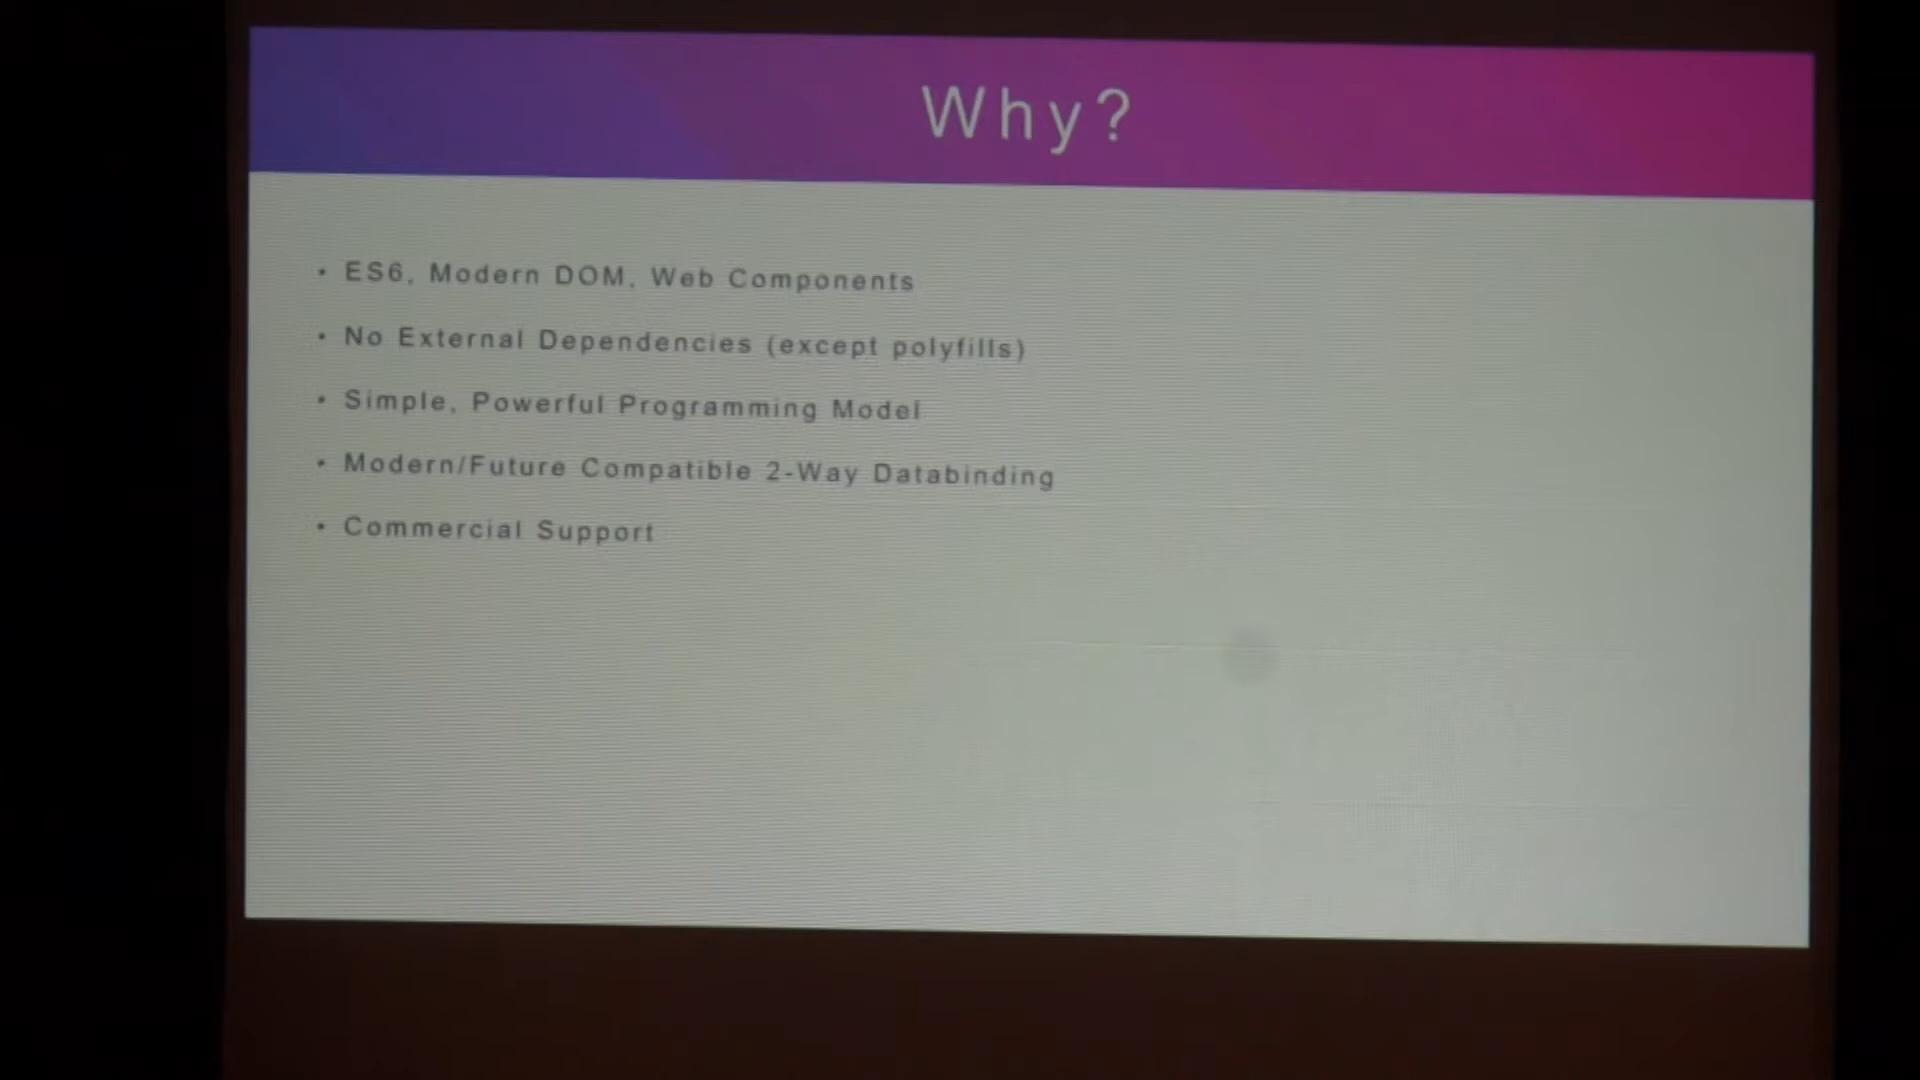 Why?
• ES6, Modern DOM, Web Components
• No External Dependencies (except polyfills)
• Simple, Powerful Programming Model
• Modern/Future Compatible 2-Way Databinding
• Commercial Support